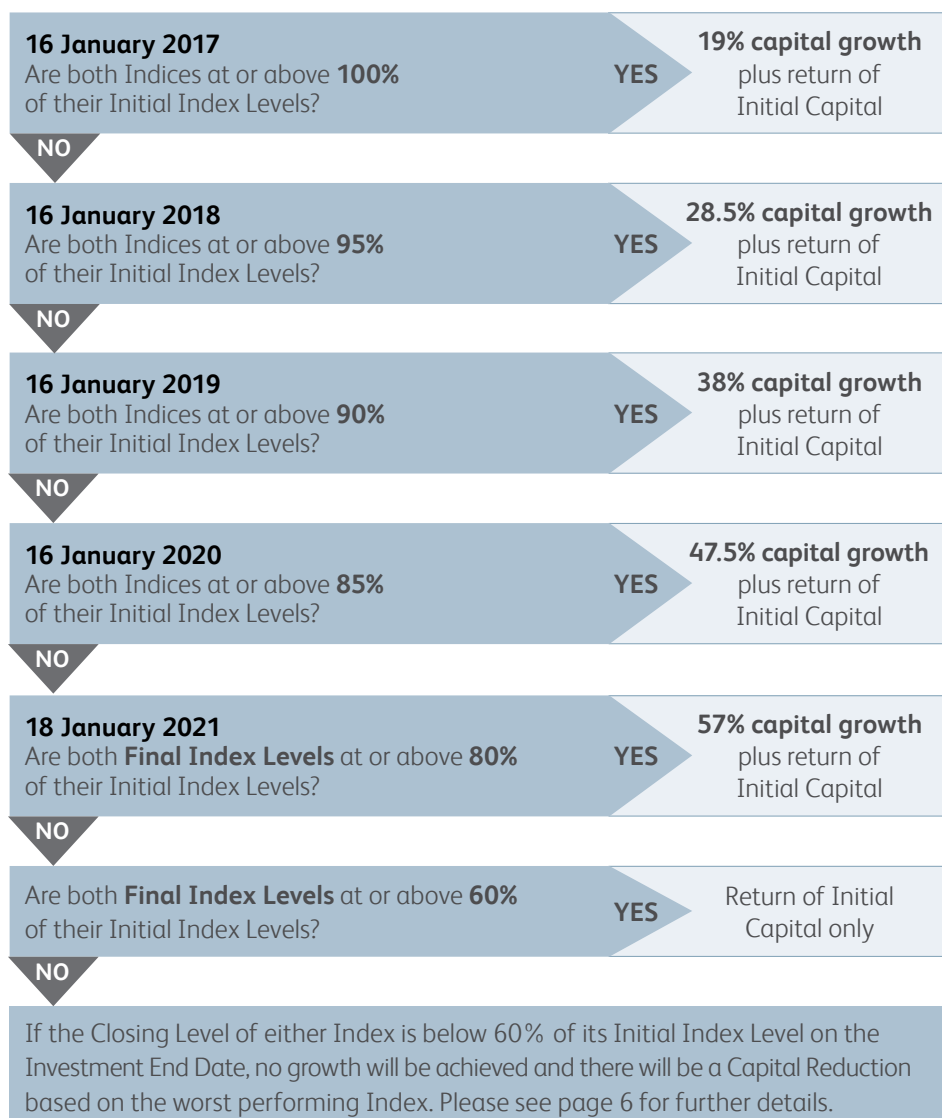 16 January 2017
Are both Indices at or above 100%
of their Initial Index Levels?
YES
19% capital growth
plus return of
Initial Capital
NO
16 January 2018
Are both Indices at or above 95%
of their Initial Index Levels?
YES
28.5% capital growth
plus return of
Initial Capital
NO
16 January 2019
Are both Indices at or above 90%
of their Initial Index Levels?
YES
38% capital growth
plus return of
Initial Capital
NO
16 January 2020
Are both Indices at or above 85%
of their Initial Index Levels?
YES
47.5% capital growth
plus return of
Initial Capital
NO
18 January 2021
Are both Final Index Levels at or above 80%
of their Initial Index Levels?
YES
57% capital growth
plus return of
Initial Capital
NO
Are both Final Index Levels at or above 60%
of their Initial Index Levels?
YES
Return of Initial
Capital only
NO
If the Closing Level of either Index is below 60% of its Initial Index Level on the
Investment End Date, no growth will be achieved and there will be a Capital Reduction
based on the worst performing Index. Please see page 6 for further details.